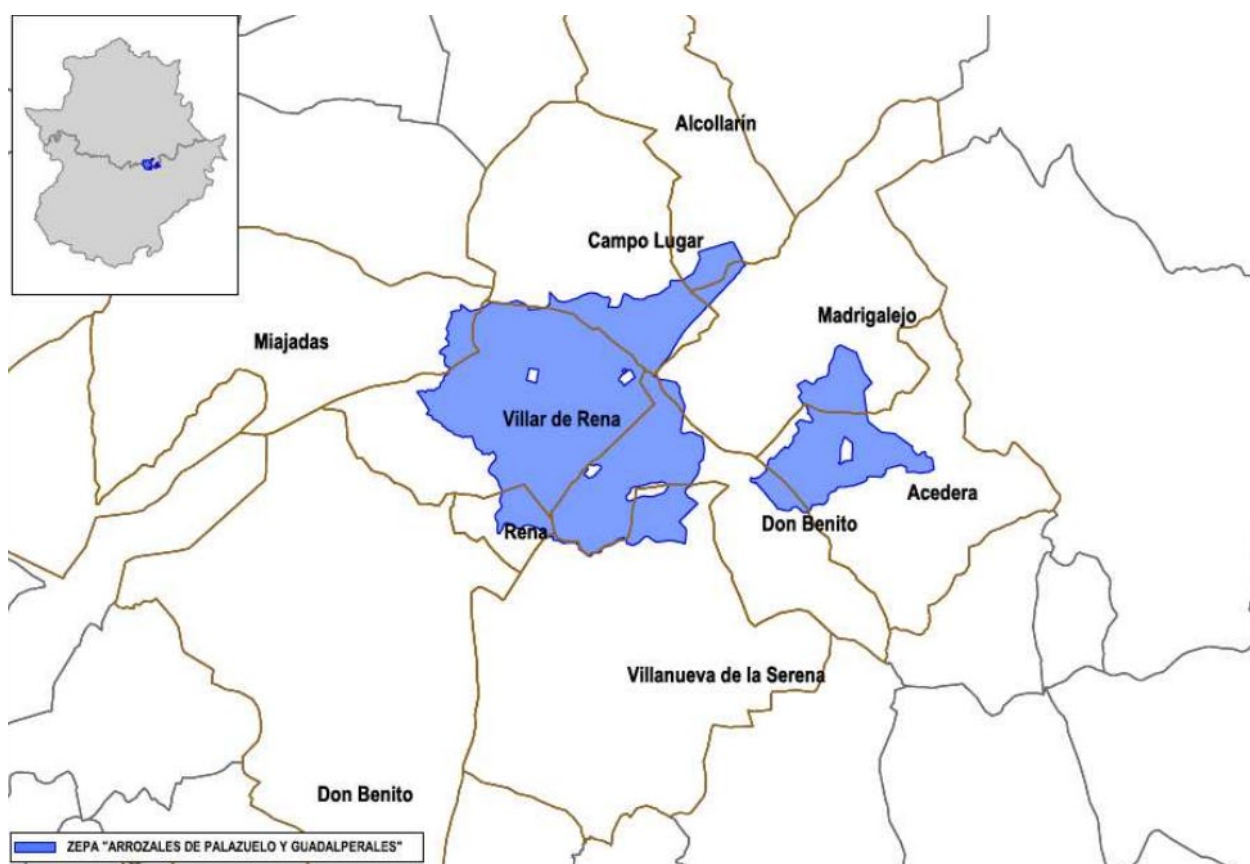 Alcollarín
Campo Lugar
Madrigalejo
Miajadas
Villar de Rena
Acedera
Don Benito
Rena
Villanueva de la Serena
Don Benito
ZEPA "ARROZALES DE PALAZUELO Y GUADALPERALES"